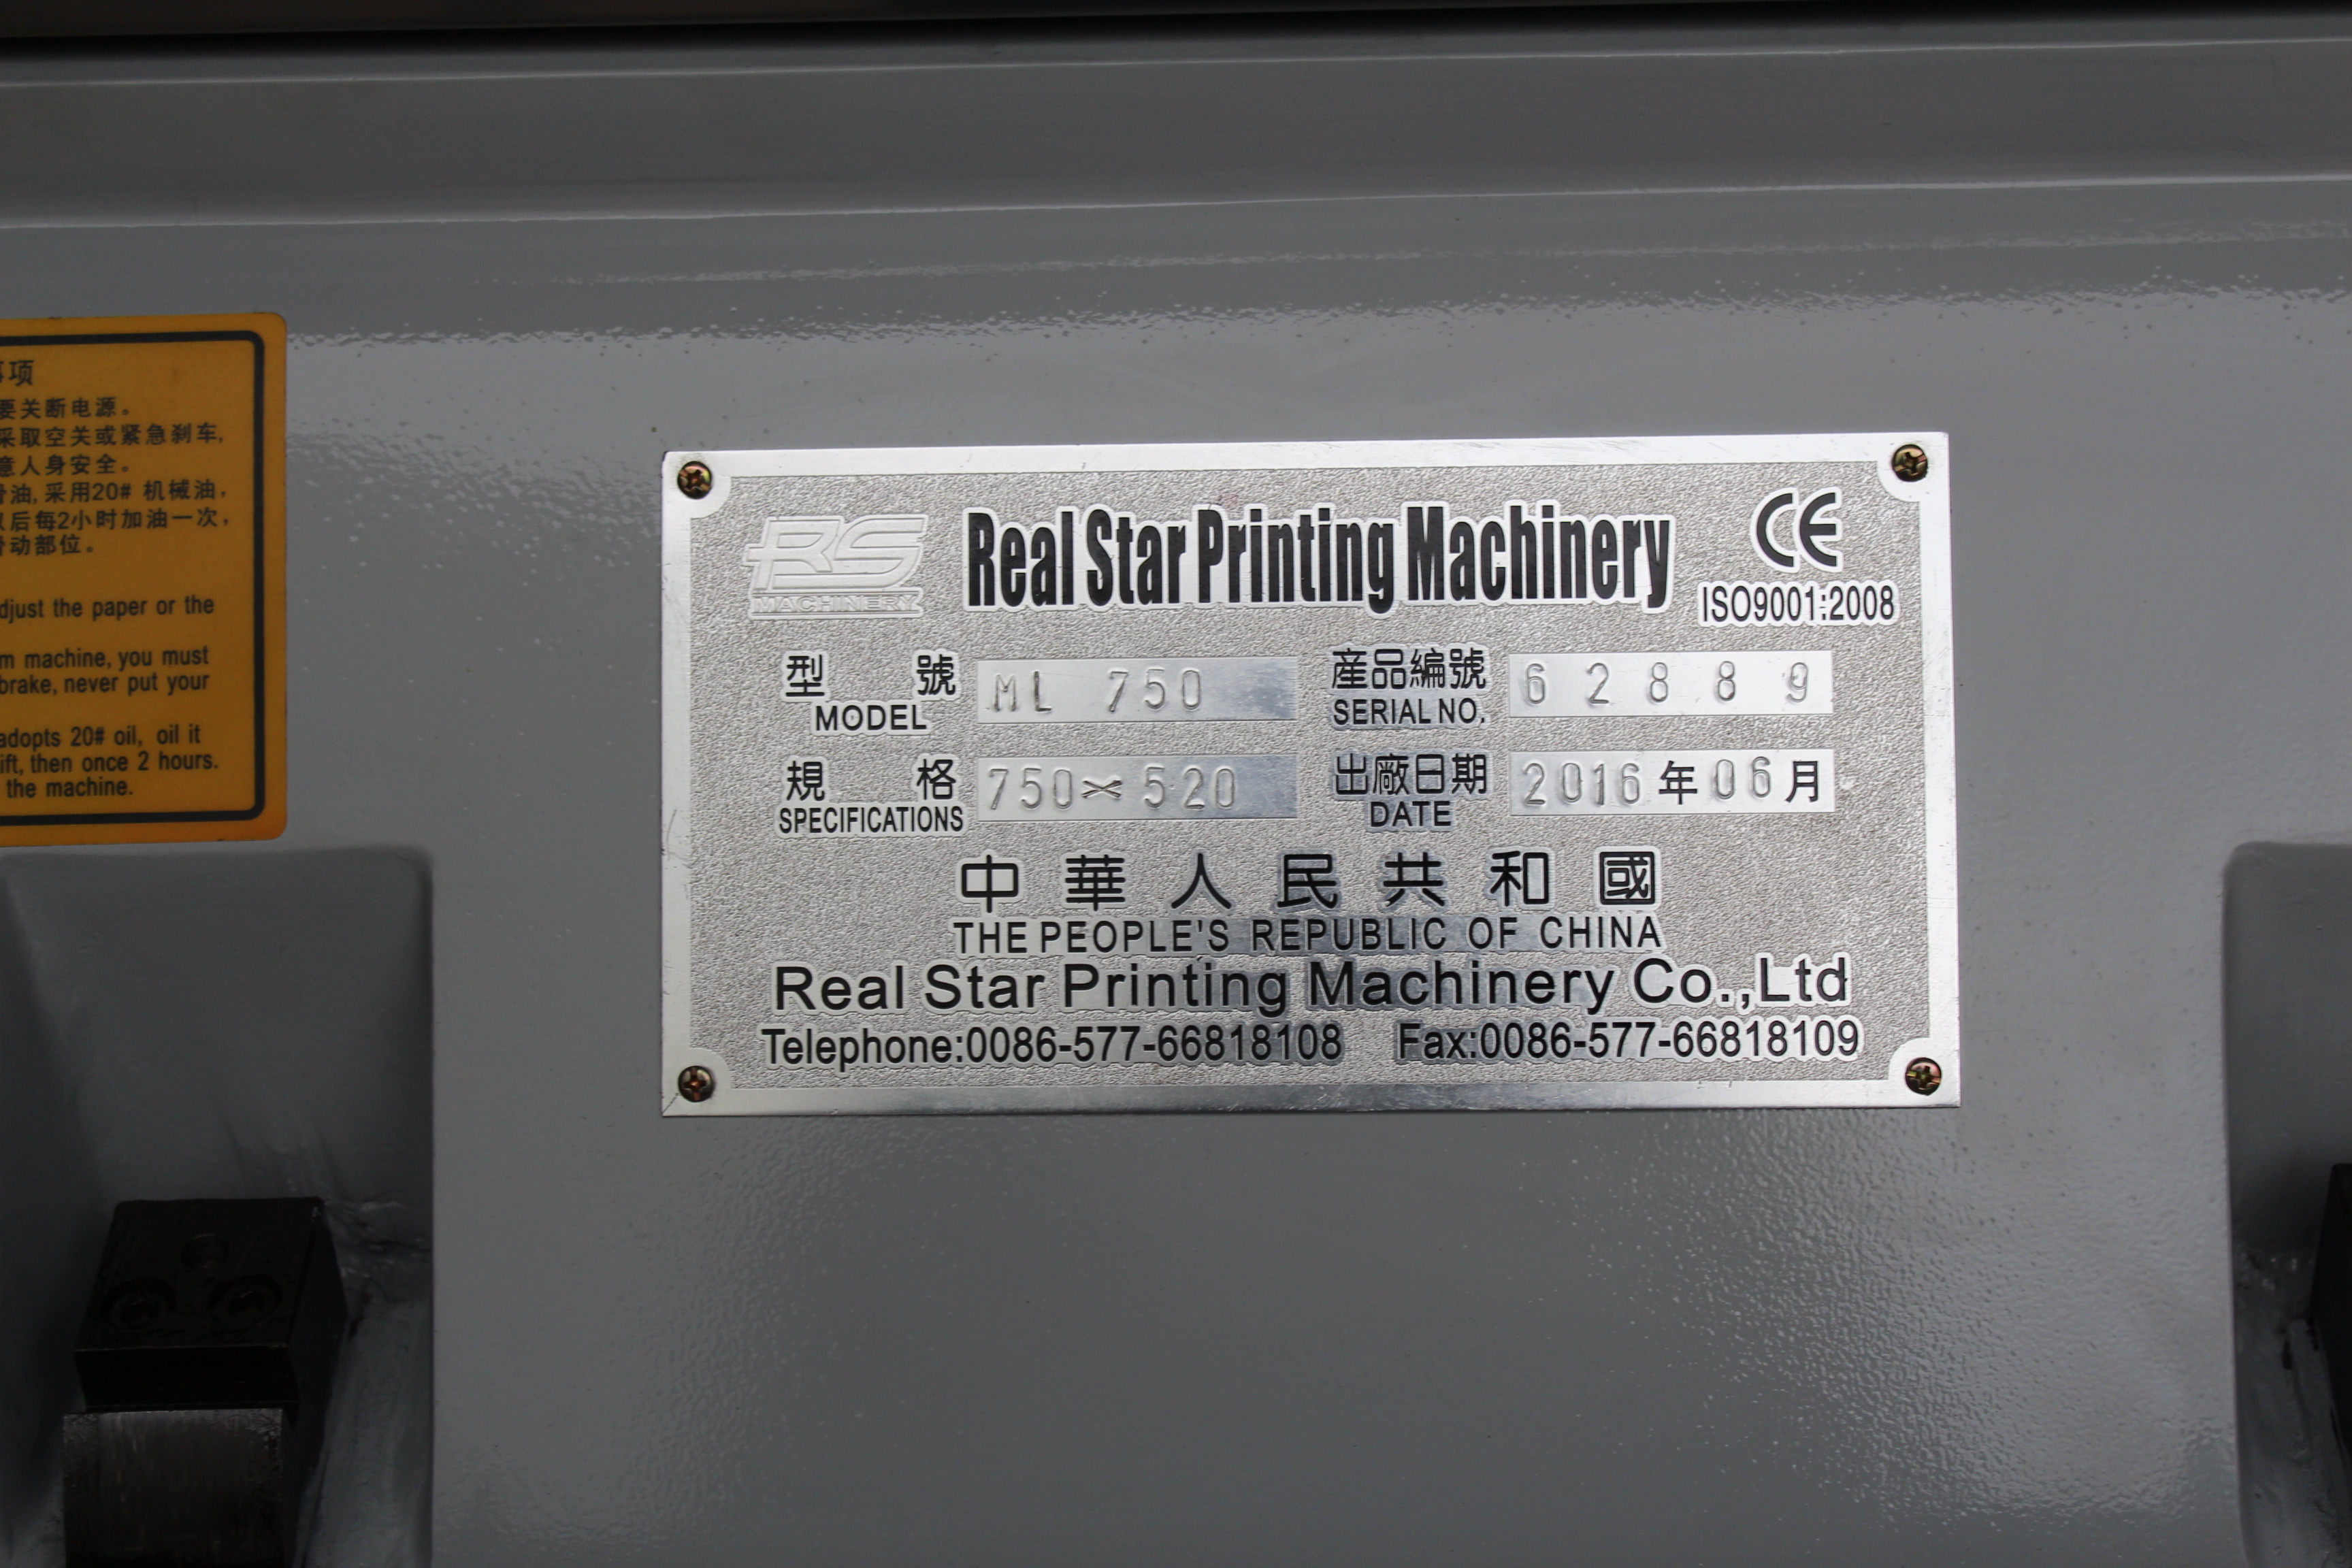 事项
要关断电源。
采取空关或紧急刹车,
意人身安全。
滑油,采用20# 机械油,
以后每2小时加油一次,
滑动部位。
djust the paper or the
m machine, you must
brake, never put your
adopts 20# oil, oil it
ift, then once 2 hours.
the machine.
RS
MACHINERY
Real Star Printing Machinery
CE
ISO9001:2008
型 號 ML 750 產品編號 6 2 8 8 9
MODEL SERIAL NO.
規 格 750×520 出廠日期 2016年06月
SPECIFICATIONS DATE
中華人民共和國
THE PEOPLE'S REPUBLIC OF CHINA
Real Star Printing Machinery Co.,Ltd
Telephone:0086-577-66818108 Fax:0086-577-66818109